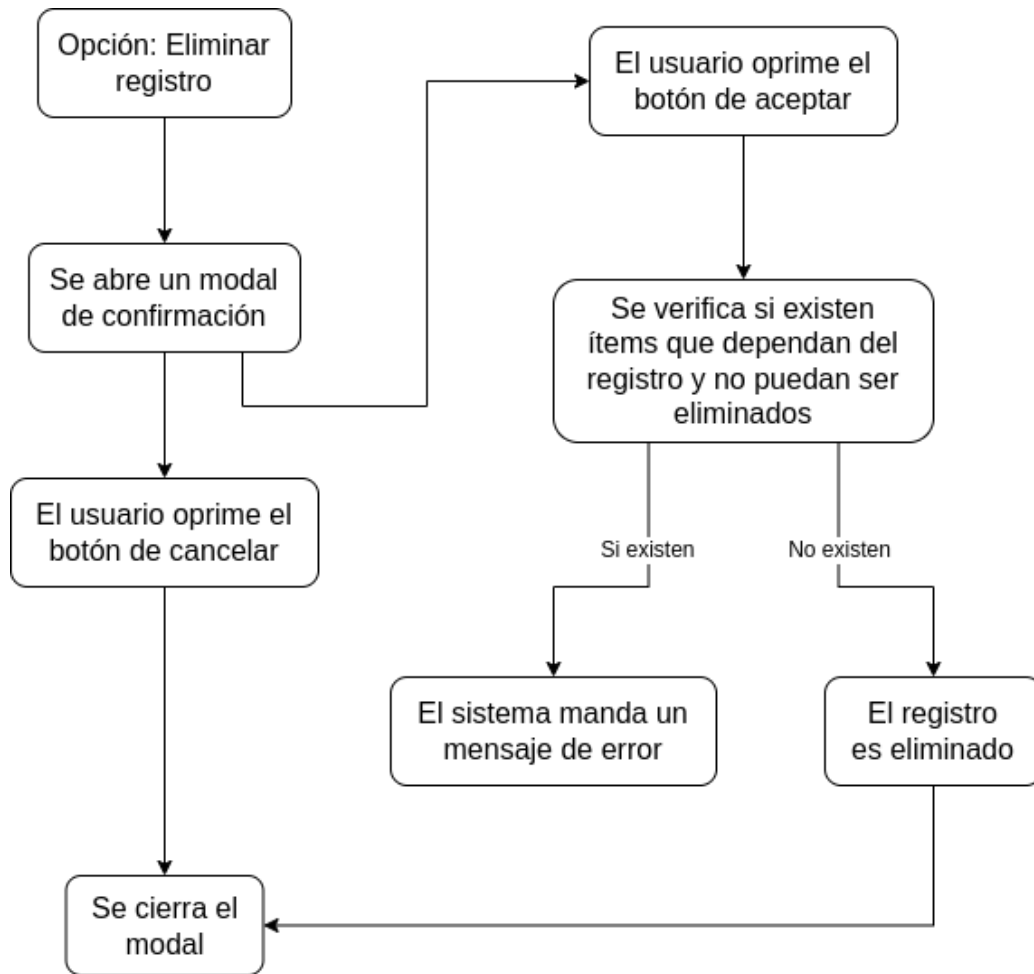 Opción: Eliminar
registro
El usuario oprime el
botón de aceptar
Se abre un modal
de confirmación
Se verifica si existen
ítems que dependan del
registro y no puedan ser
eliminados
El usuario oprime el
botón de cancelar
Si existen
No existen
El sistema manda un
mensaje de error
El registro
es eliminado
Se cierra el
modal